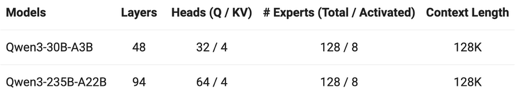 Models Layers Heads (Q / KV) # Experts (Total / Activated) Context Length
Qwen3-30B-A3B 48 32 / 4 128 / 8 128K
Qwen3-235B-A22B 94 64 / 4 128 / 8 128K